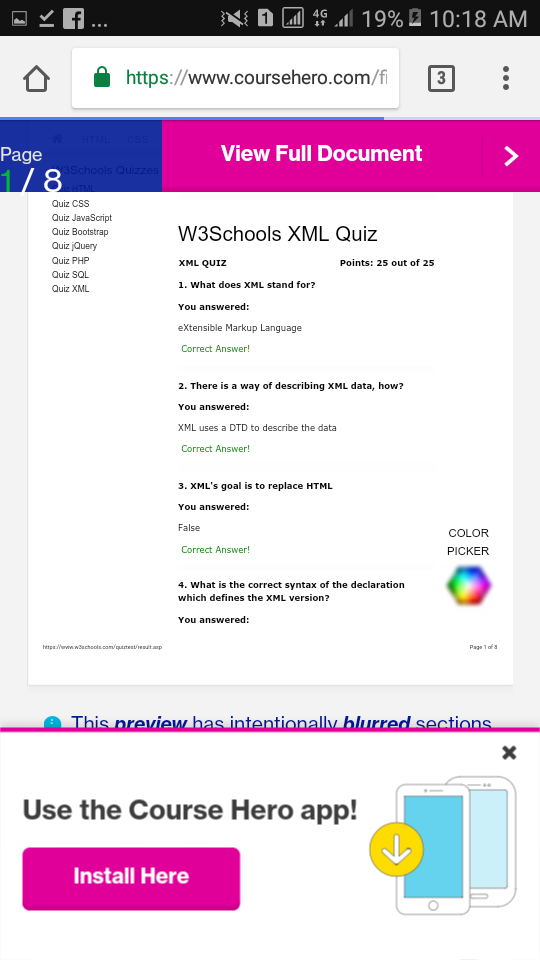 1 4G 19% 10:18 AM
https://www.coursehero.com/fi
3
Page
1 / 8
View Full Document
W3Schools Quizzes
Quiz HTML
Quiz CSS
Quiz JavaScript
Quiz Bootstrap
Quiz jQuery
Quiz PHP
Quiz SQL
Quiz XML
W3Schools XML Quiz
XML QUIZ Points: 25 out of 25
1. What does XML stand for?
You answered:
eXtensible Markup Language
Correct Answer!
2. There is a way of describing XML data, how?
You answered:
XML uses a DTD to describe the data
Correct Answer!
3. XML's goal is to replace HTML
You answered:
False
Correct Answer!
COLOR
PICKER
4. What is the correct syntax of the declaration
which defines the XML version?
You answered:
https://www.w3schools.com/quiztest/result.asp Page 1 of 8
This preview has intentionally blurred sections
Use the Course Hero app!
Install Here